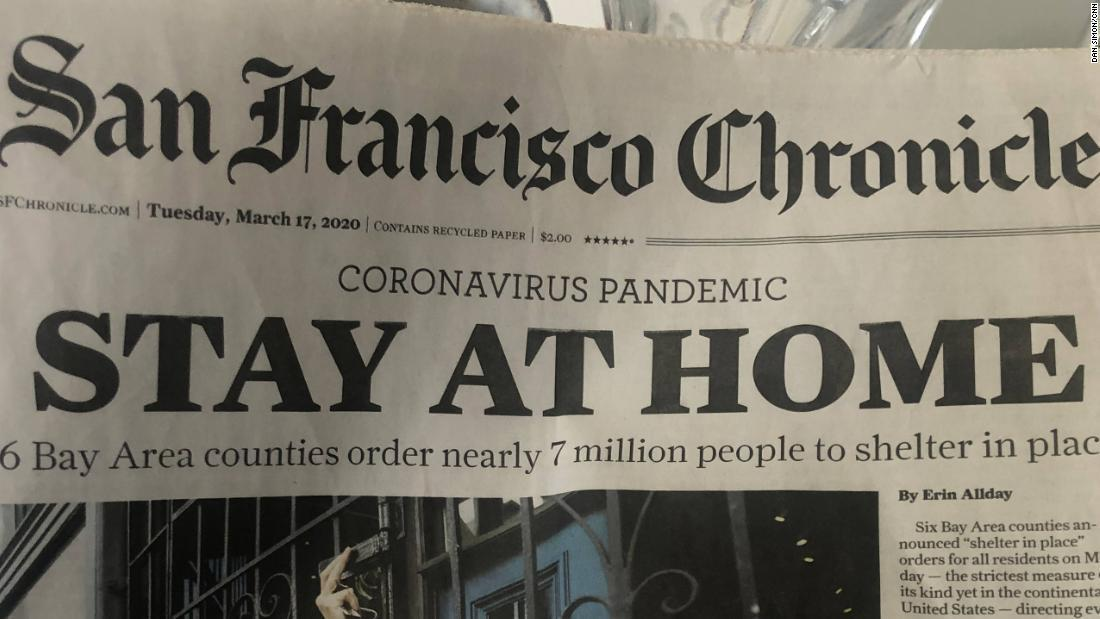 San Francisco Chronicle
SFCHRONICLE.COM | Tuesday, March 17, 2020 | CONTAINS RECYCLED PAPER | $2.00 ★★★★★•
CORONAVIRUS PANDEMIC
STAY AT HOME
6 Bay Area counties order nearly 7 million people to shelter in plac
By Erin Allday
Six Bay Area counties an-
nounced “shelter in place”
orders for all residents on M
day — the strictest measure
its kind yet in the continenta
United States — directing ev
DAN SIMON/CNN